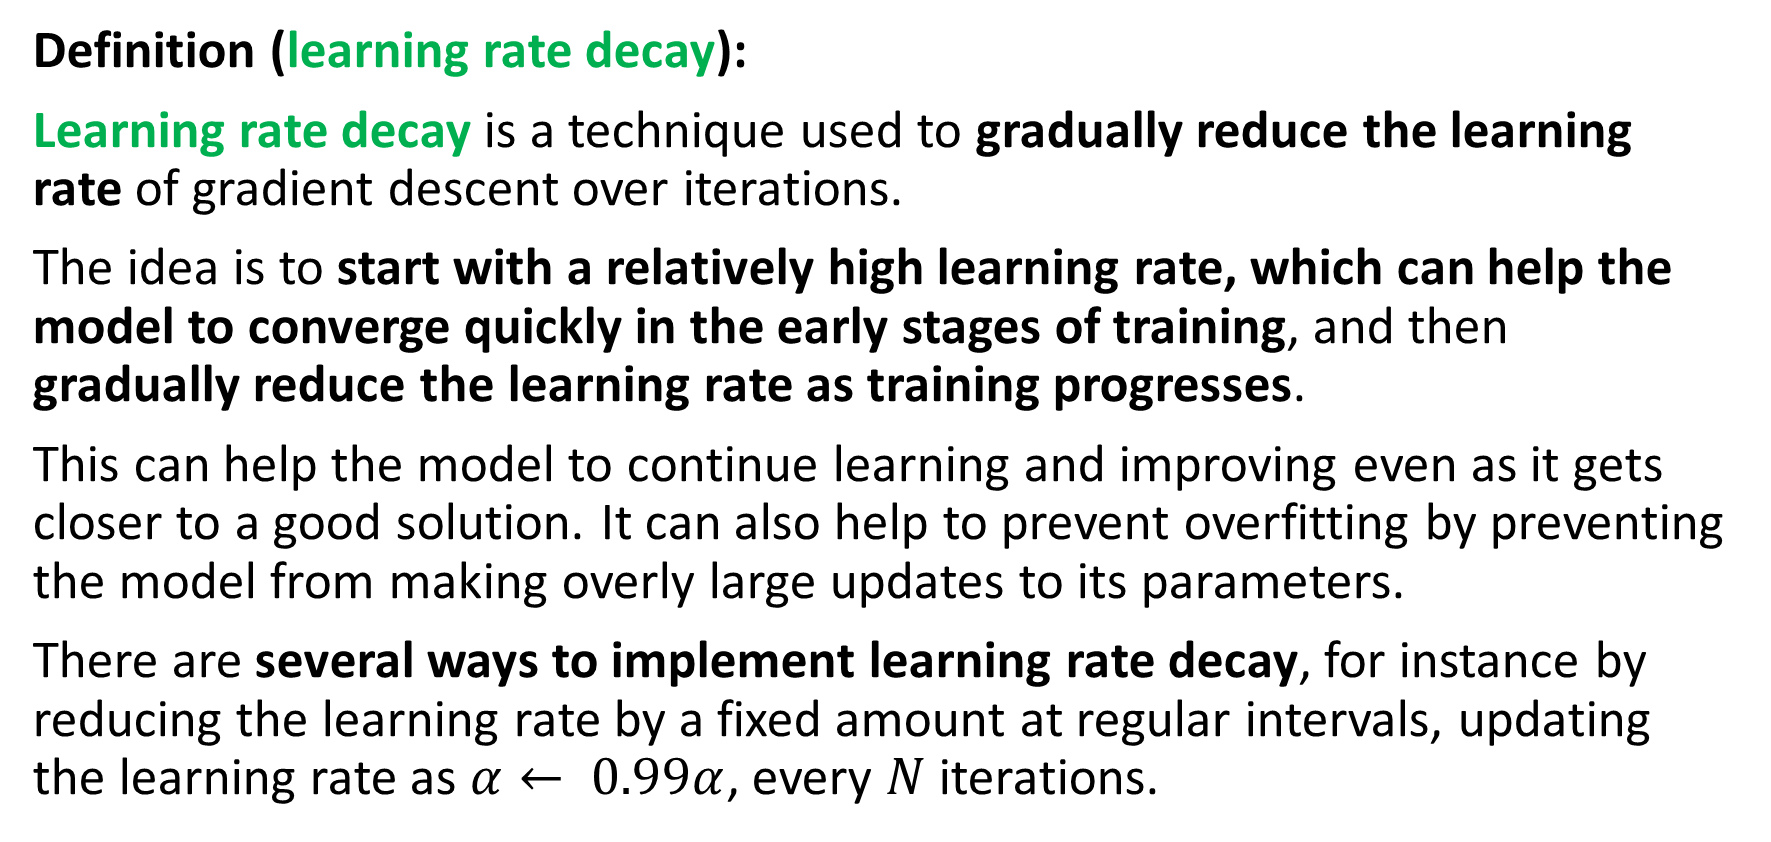 Definition (learning rate decay):
Learning rate decay is a technique used to gradually reduce the learning
rate of gradient descent over iterations.
The idea is to start with a relatively high learning rate, which can help the
model to converge quickly in the early stages of training, and then
gradually reduce the learning rate as training progresses.
This can help the model to continue learning and improving even as it gets
closer to a good solution. It can also help to prevent overfitting by preventing
the model from making overly large updates to its parameters.
There are several ways to implement learning rate decay, for instance by
reducing the learning rate by a fixed amount at regular intervals, updating
the learning rate as 𝛼 ← 0.99𝛼, every 𝑁 iterations.